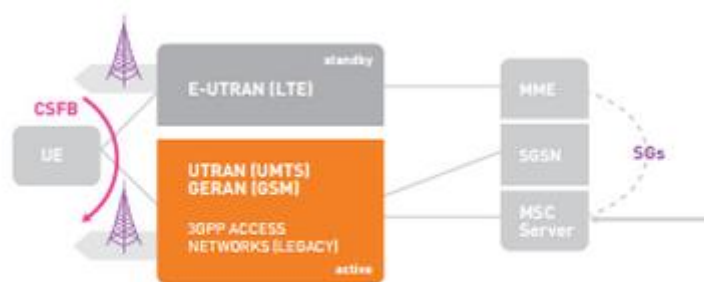 standby
E-UTRAN (LTE)
MME
CSFB
UE
SGSN
SGs
UTRAN (UMTS)
GERAN (GSM)
3GPP ACCESS
NETWORKS (LEGACY)
MSC
Server
active